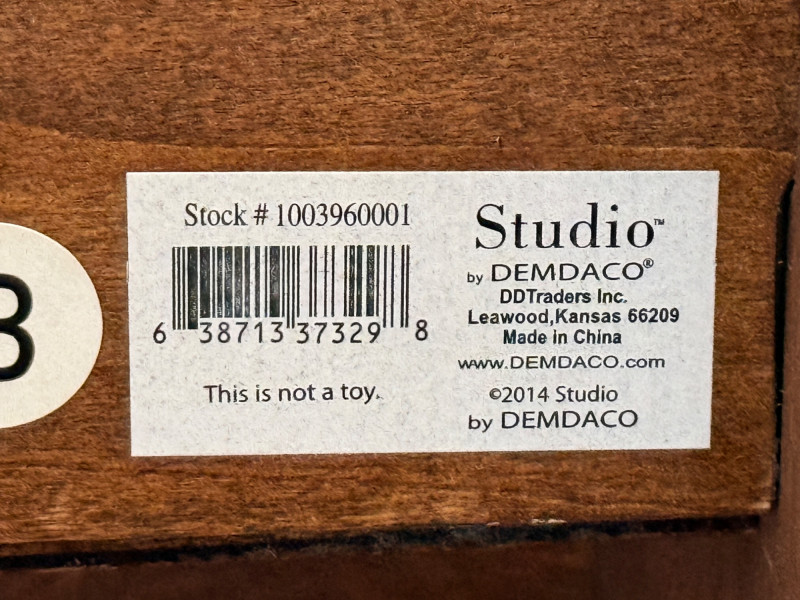 Stock # 1003960001
6 38713 37329 8
This is not a toy.
Studio™
by DEMDACO®
DDTraders Inc.
Leawood,Kansas 66209
Made in China
www.DEMDACO.com
©2014 Studio
by DEMDACO